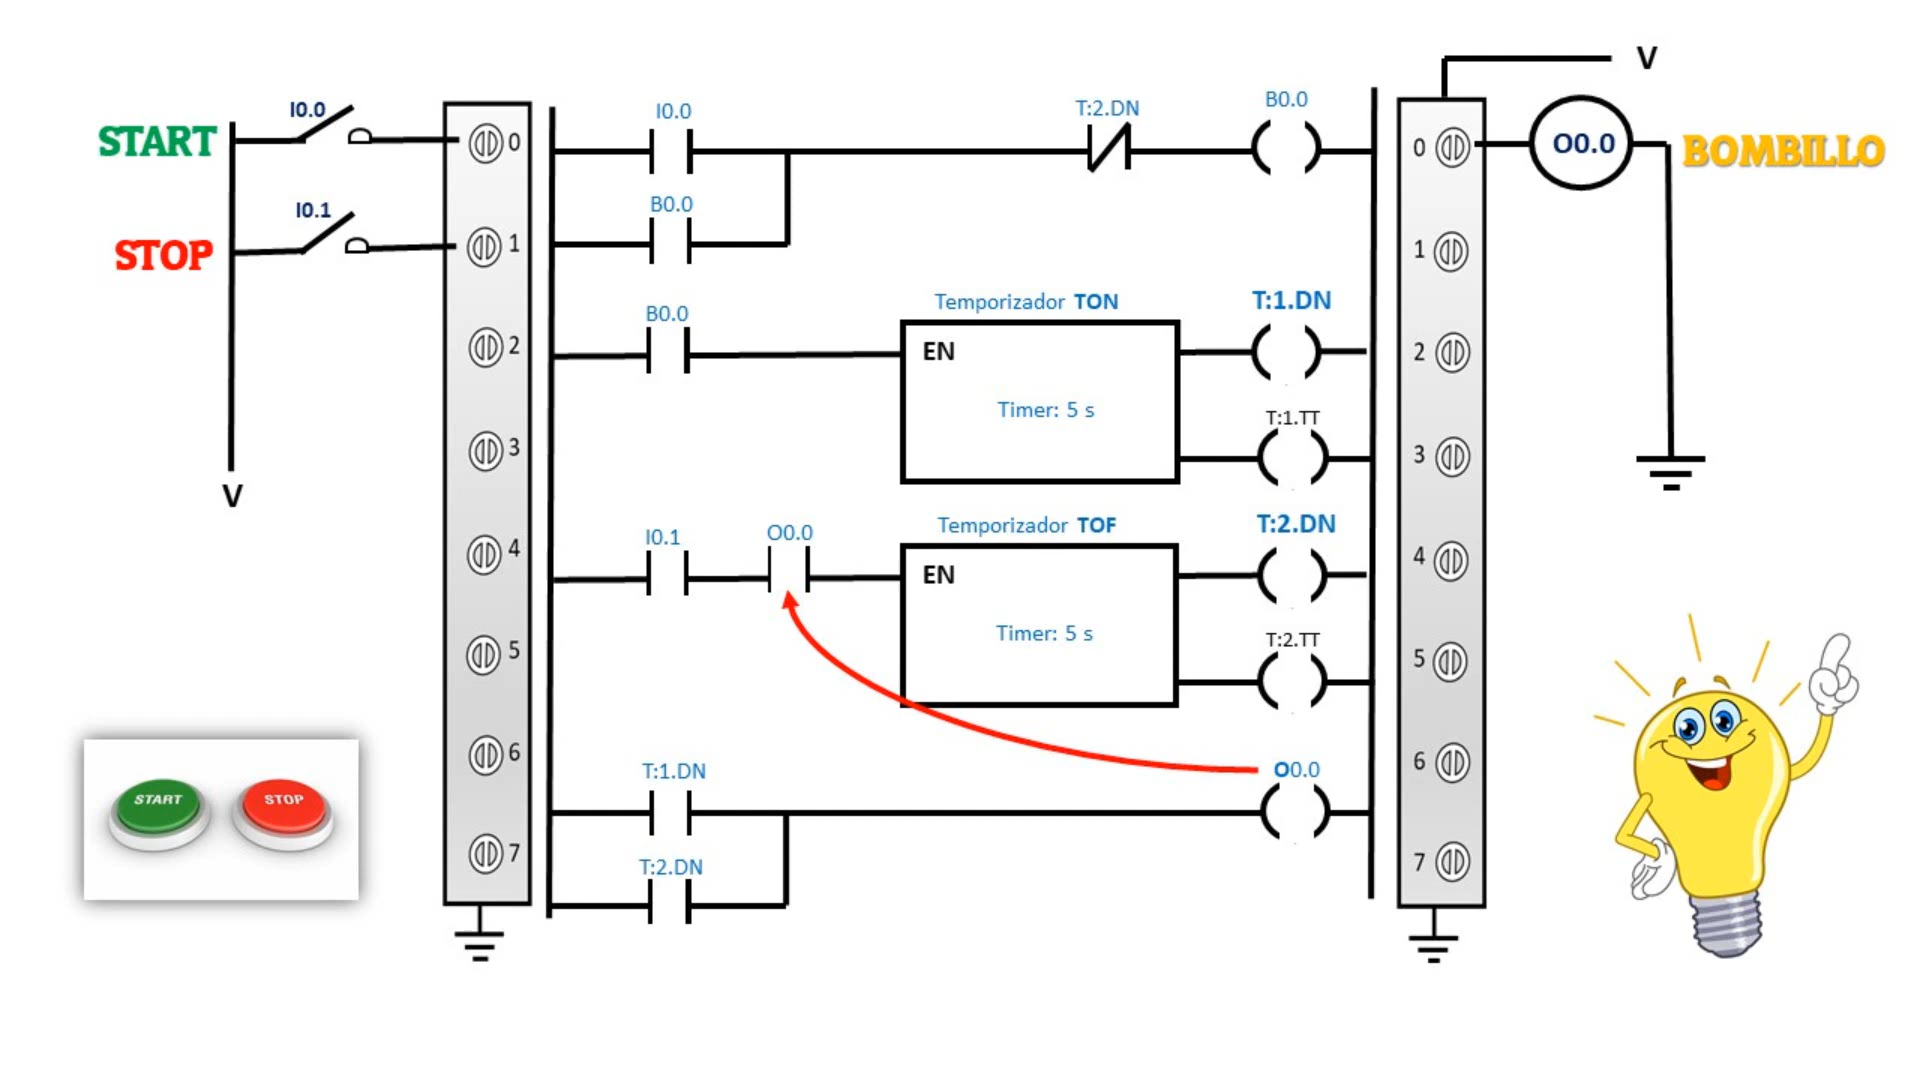 START
I0.0
STOP
I0.1
V
START
STOP
0
1
2
3
4
5
6
7
I0.0
T:2.DN
B0.0
B0.0
B0.0
Temporizador TON
EN
Timer: 5 s
T:1.DN
T:1.TT
I0.1
O0.0
Temporizador TOF
EN
Timer: 5 s
T:2.DN
T:2.TT
T:1.DN
O0.0
T:2.DN
V
0
1
2
3
4
5
6
7
O0.0
BOMBILLO